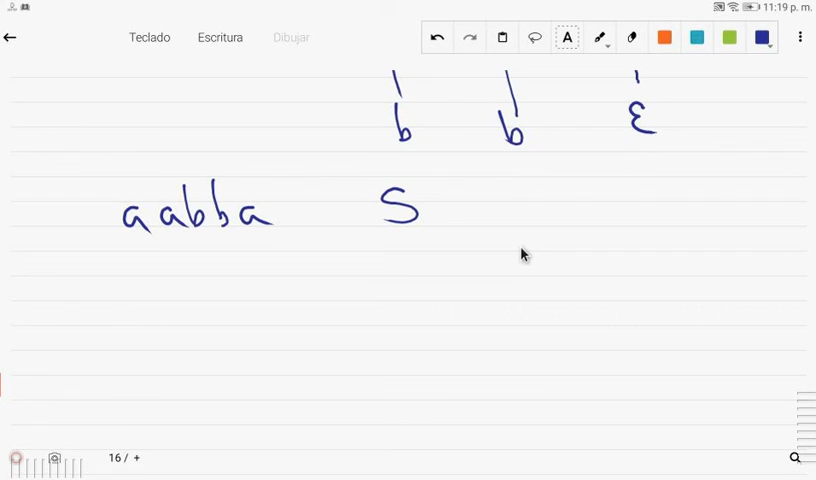 11:19 p. m.
Teclado Escritura Dibujar A
b b ε
aabba S
16 / +